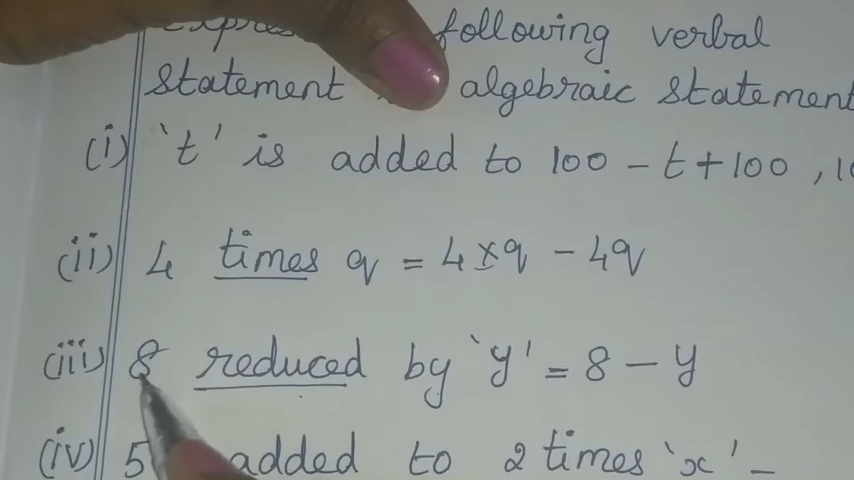 following verbal
statement algebraic statement
(i) 't' is added to 100 - t + 100 ,
(ii) 4 times q = 4 x q - 4q
(iii) 8 reduced by 'y' = 8 - y
(iv) 5 added to 2 times 'x' -